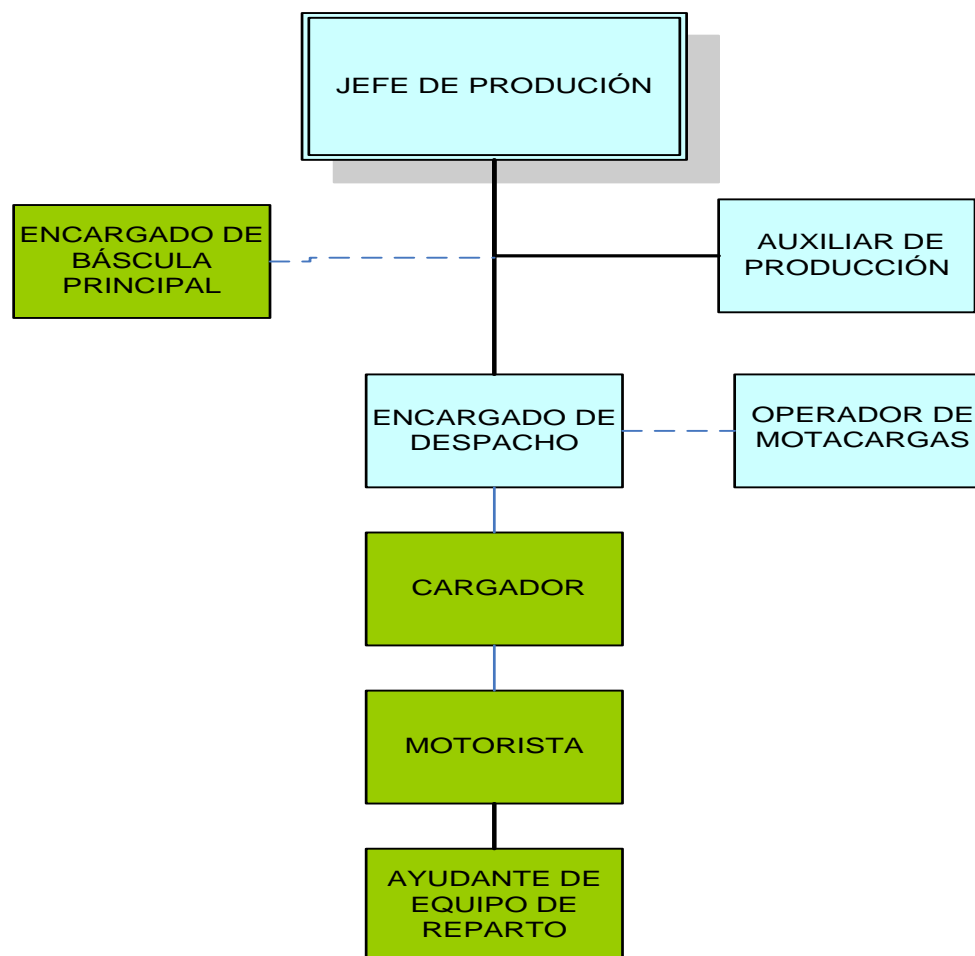 JEFE DE PRODUCIÓN
ENCARGADO DE
BÁSCULA
PRINCIPAL
AUXILIAR DE
PRODUCCIÓN
ENCARGADO DE
DESPACHO
OPERADOR DE
MOTACARGAS
CARGADOR
MOTORISTA
AYUDANTE DE
EQUIPO DE
REPARTO